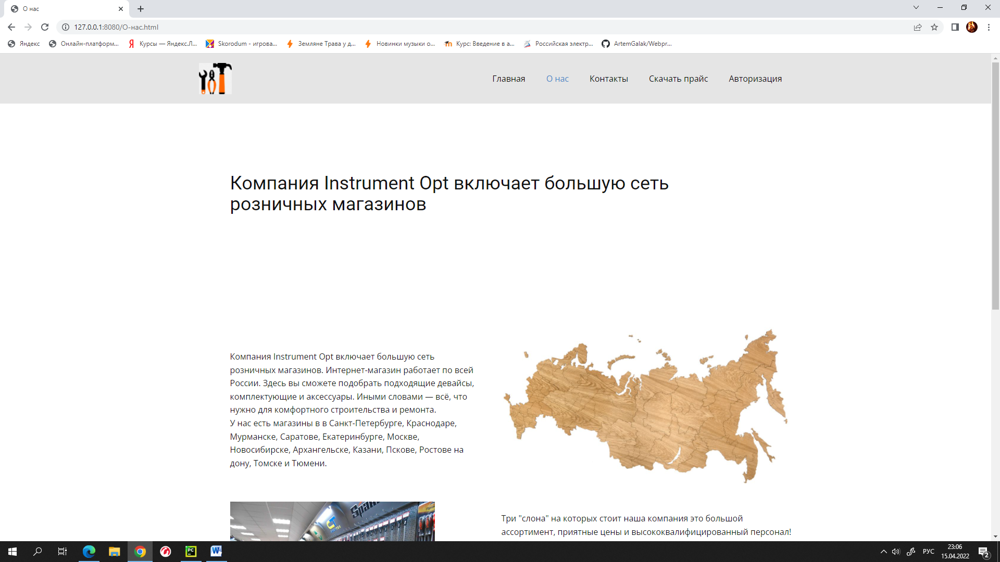 О нас
127.0.0.1:8080/О-нас.html
Яндекс
Онлайн-платформ...
Курсы — Яндекс.Л...
Skorodum - игрова...
Земляне Трава у д...
Новинки музыки о...
Курс: Введение в а...
Российская электр...
ArtemGalak/Webpr...
Главная
О нас
Контакты
Скачать прайс
Авторизация
Компания Instrument Opt включает большую сеть
розничных магазинов
Компания Instrument Opt включает большую сеть
розничных магазинов. Интернет-магазин работает по всей
России. Здесь вы сможете подобрать подходящие девайсы,
комплектующие и аксессуары. Иными словами — всё, что
нужно для комфортного строительства и ремонта.
У нас есть магазины в в Санкт-Петербурге, Краснодаре,
Мурманске, Саратове, Екатеринбурге, Москве,
Новосибирске, Архангельске, Казани, Пскове, Ростове на
дону, Томске и Тюмени.
Три "слона" на которых стоит наша компания это большой
ассортимент, приятные цены и высококвалифицированный персонал!
РУС
23:06
15.04.2022
2